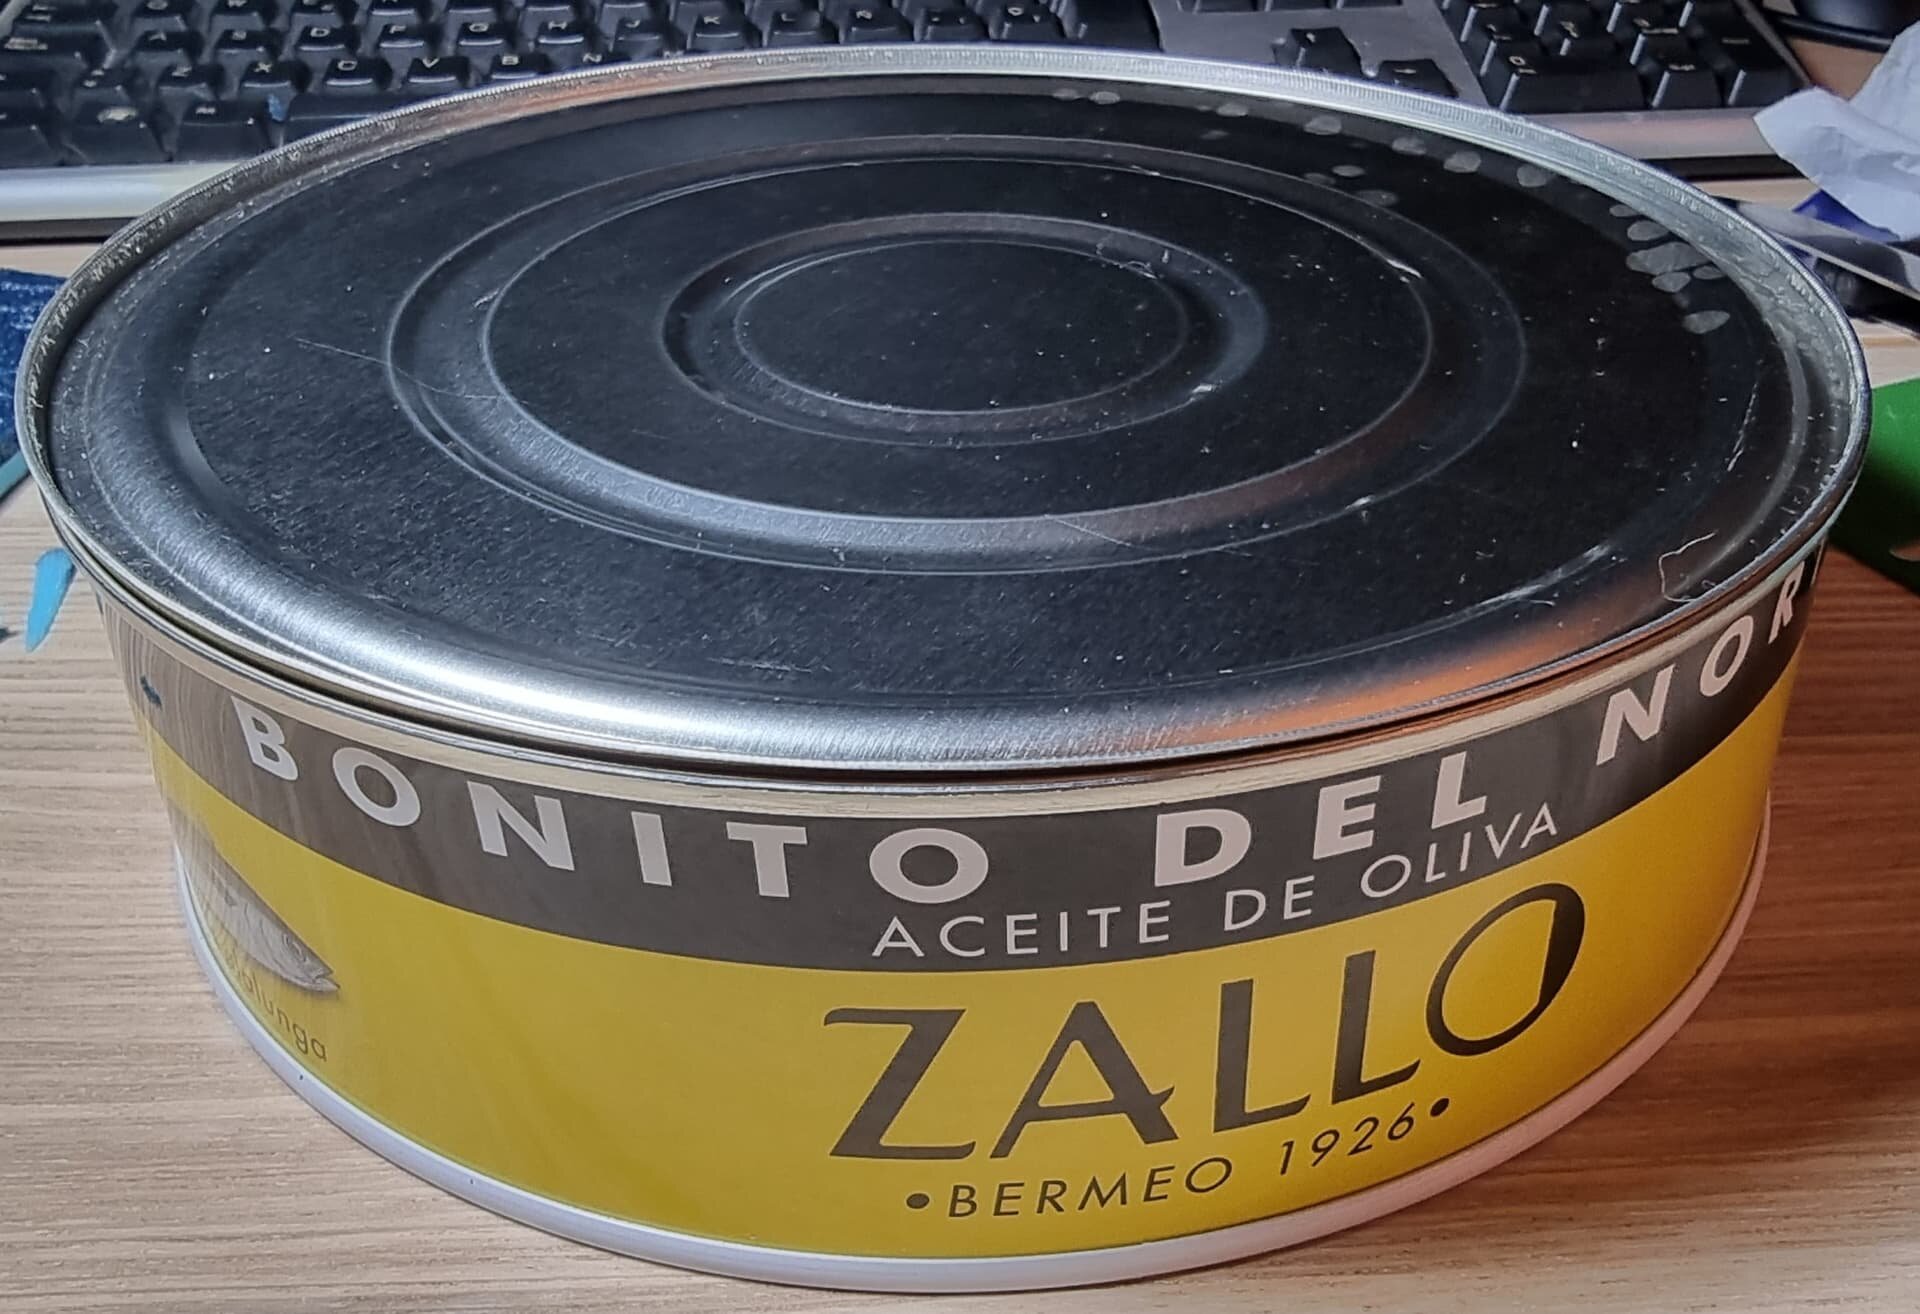 BONITO DEL NOR
ACEITE DE OLIVA
ZALLO
•BERMEO 1926•